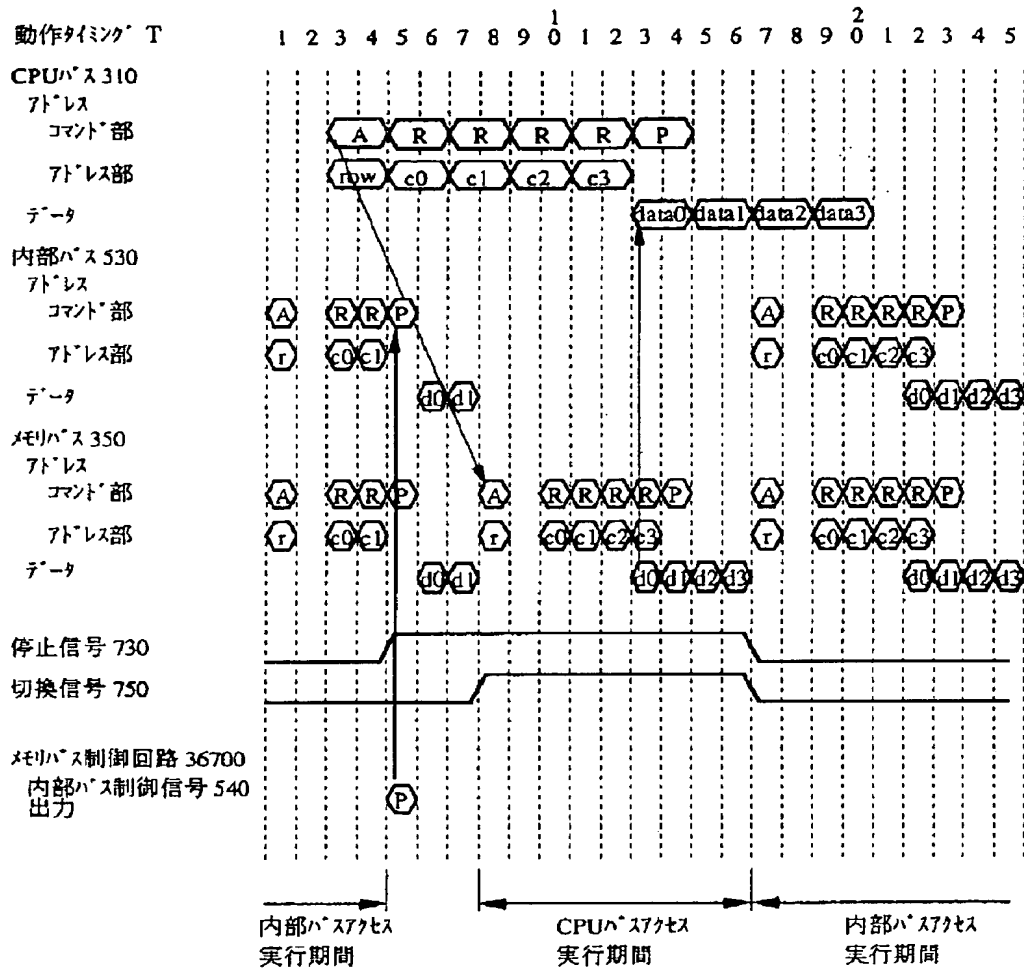 動作タイミング T 1 2 3 4 5 6 7 8 9 10 1 2 3 4 5 6 7 8 9 20 1 2 3 4 5
CPUバス 310
アドレス
コマンド部 A R R R R P
アドレス部 row c0 c1 c2 c3
データ data0 data1 data2 data3
内部バス 530
アドレス
コマンド部 A R R P A R R R R P
アドレス部 r c0 c1 r c0 c1 c2 c3
データ d0 d1 d0 d1 d2 d3
メモリバス 350
アドレス
コマンド部 A R R P A R R R R P A R R R R P
アドレス部 r c0 c1 r c0 c1 c2 c3 r c0 c1 c2 c3
データ d0 d1 d0 d1 d2 d3 d0 d1 d2 d3
停止信号 730
切換信号 750
メモリバス制御回路 36700
内部バス制御信号 540
出力 P
内部バスアクセス CPUバスアクセス 内部バスアクセス
実行期間 実行期間 実行期間